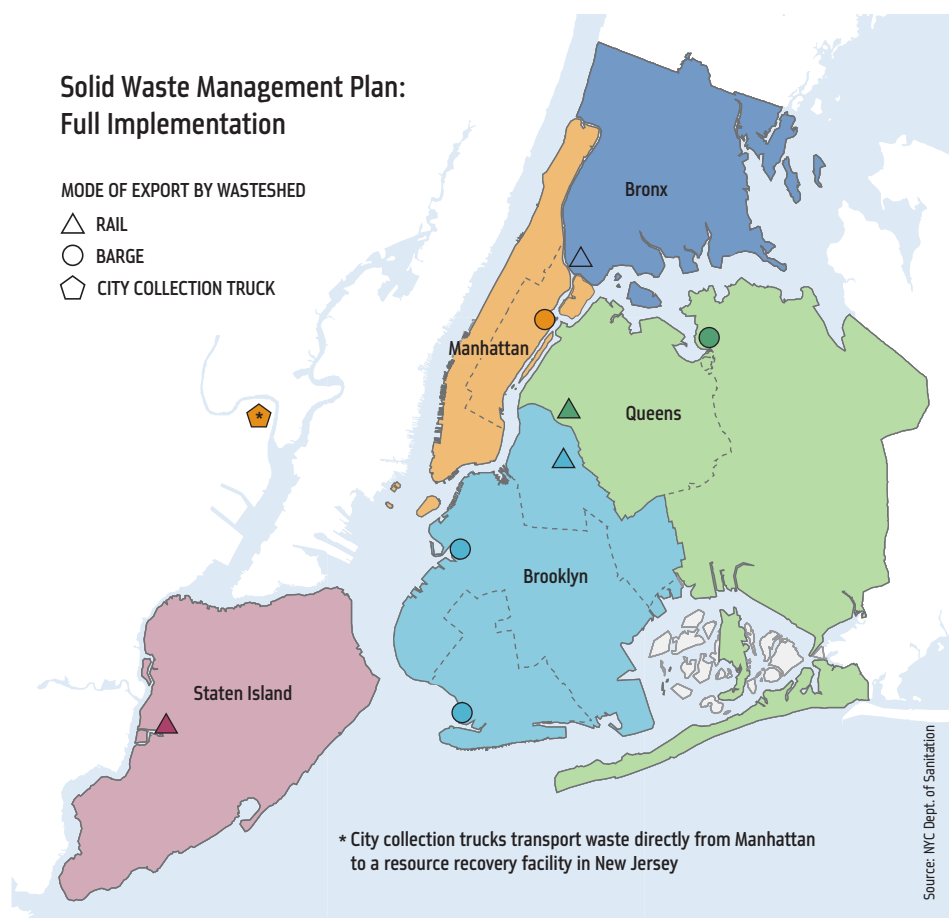 Solid Waste Management Plan:
Full Implementation
MODE OF EXPORT BY WASTESHED
RAIL
BARGE
CITY COLLECTION TRUCK
Bronx
Manhattan
*
Queens
Brooklyn
Staten Island
* City collection trucks transport waste directly from Manhattan
to a resource recovery facility in New Jersey
Source: NYC Dept. of Sanitation